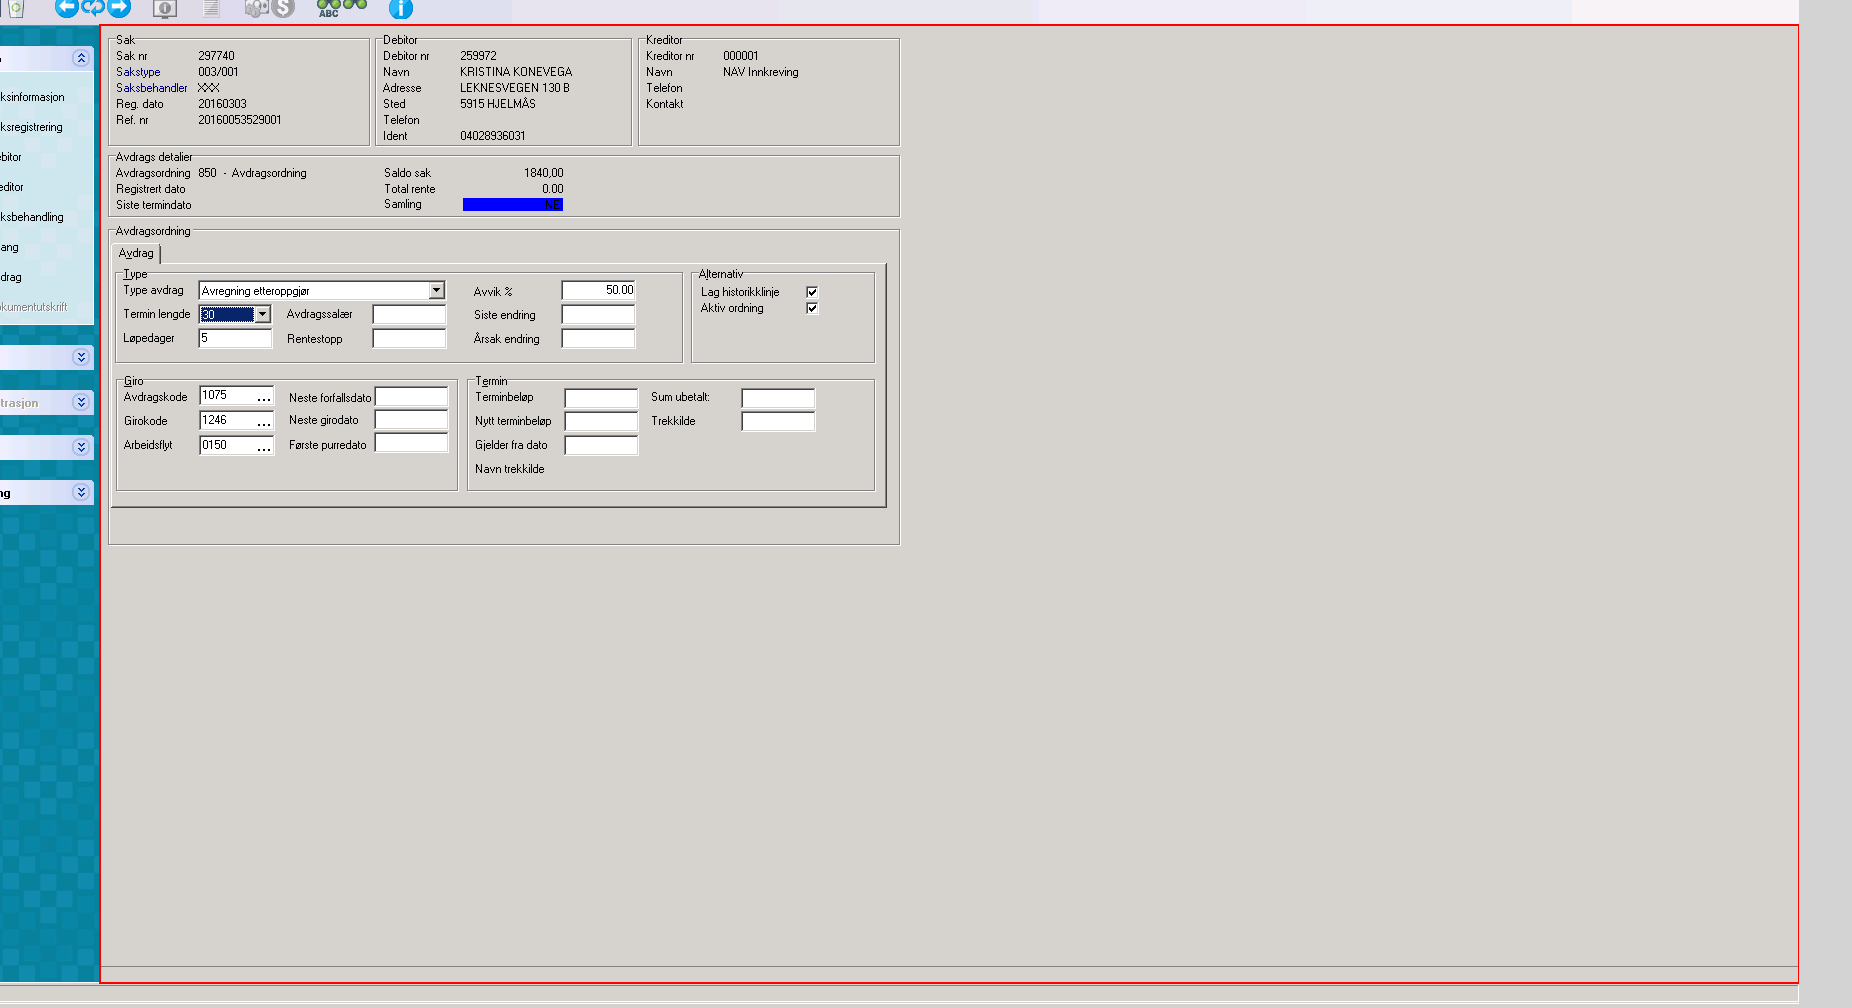 ABC
ksinformasjon
ksregistrering
ebitor
editor
ksbehandling
ang
drag
okumentutskrift
trasjon
ng
Sak
Sak nr 297740
Sakstype 003/001
Saksbehandler XXX
Reg. dato 20160303
Ref. nr 20160053529001
Debitor
Debitor nr 259972
Navn KRISTINA KONEVEGA
Adresse LEKNESVEGEN 130 B
Sted 5915 HJELMÅS
Telefon
Ident 04028936031
Kreditor
Kreditor nr 000001
Navn NAV Innkreving
Telefon
Kontakt
Avdrags detalier
Avdragsordning 850 - Avdragsordning
Registrert dato
Siste termindato
Saldo sak 1840,00
Total rente 0.00
Samling NEI
Avdragsordning
Avdrag
Type
Type avdrag Avregning etteroppgjør
Termin lengde 30
Løpedager 5
Avdragssalær
Rentestopp
Avvik % 50.00
Siste endring
Årsak endring
Alternativ
Lag historikklinje
Aktiv ordning
Giro
Avdragskode 1075 ...
Girokode 1246 ...
Arbeidsflyt 0150 ...
Neste forfallsdato
Neste girodato
Første purredato
Termin
Terminbeløp
Nytt terminbeløp
Gjelder fra dato
Navn trekkilde
Sum ubetalt:
Trekkilde